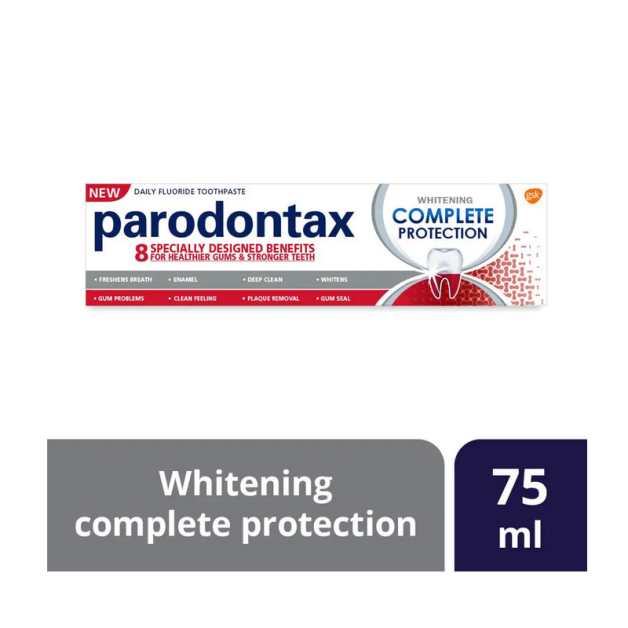 NEW
DAILY FLUORIDE TOOTHPASTE
parodontax
8 SPECIALLY DESIGNED BENEFITS
FOR HEALTHIER GUMS & STRONGER TEETH
• FRESHENS BREATH • ENAMEL • DEEP CLEAN • WHITENS
• GUM PROBLEMS • CLEAN FEELING • PLAQUE REMOVAL • GUM SEAL
WHITENING
COMPLETE
PROTECTION
gsk
Whitening
complete protection
75
ml